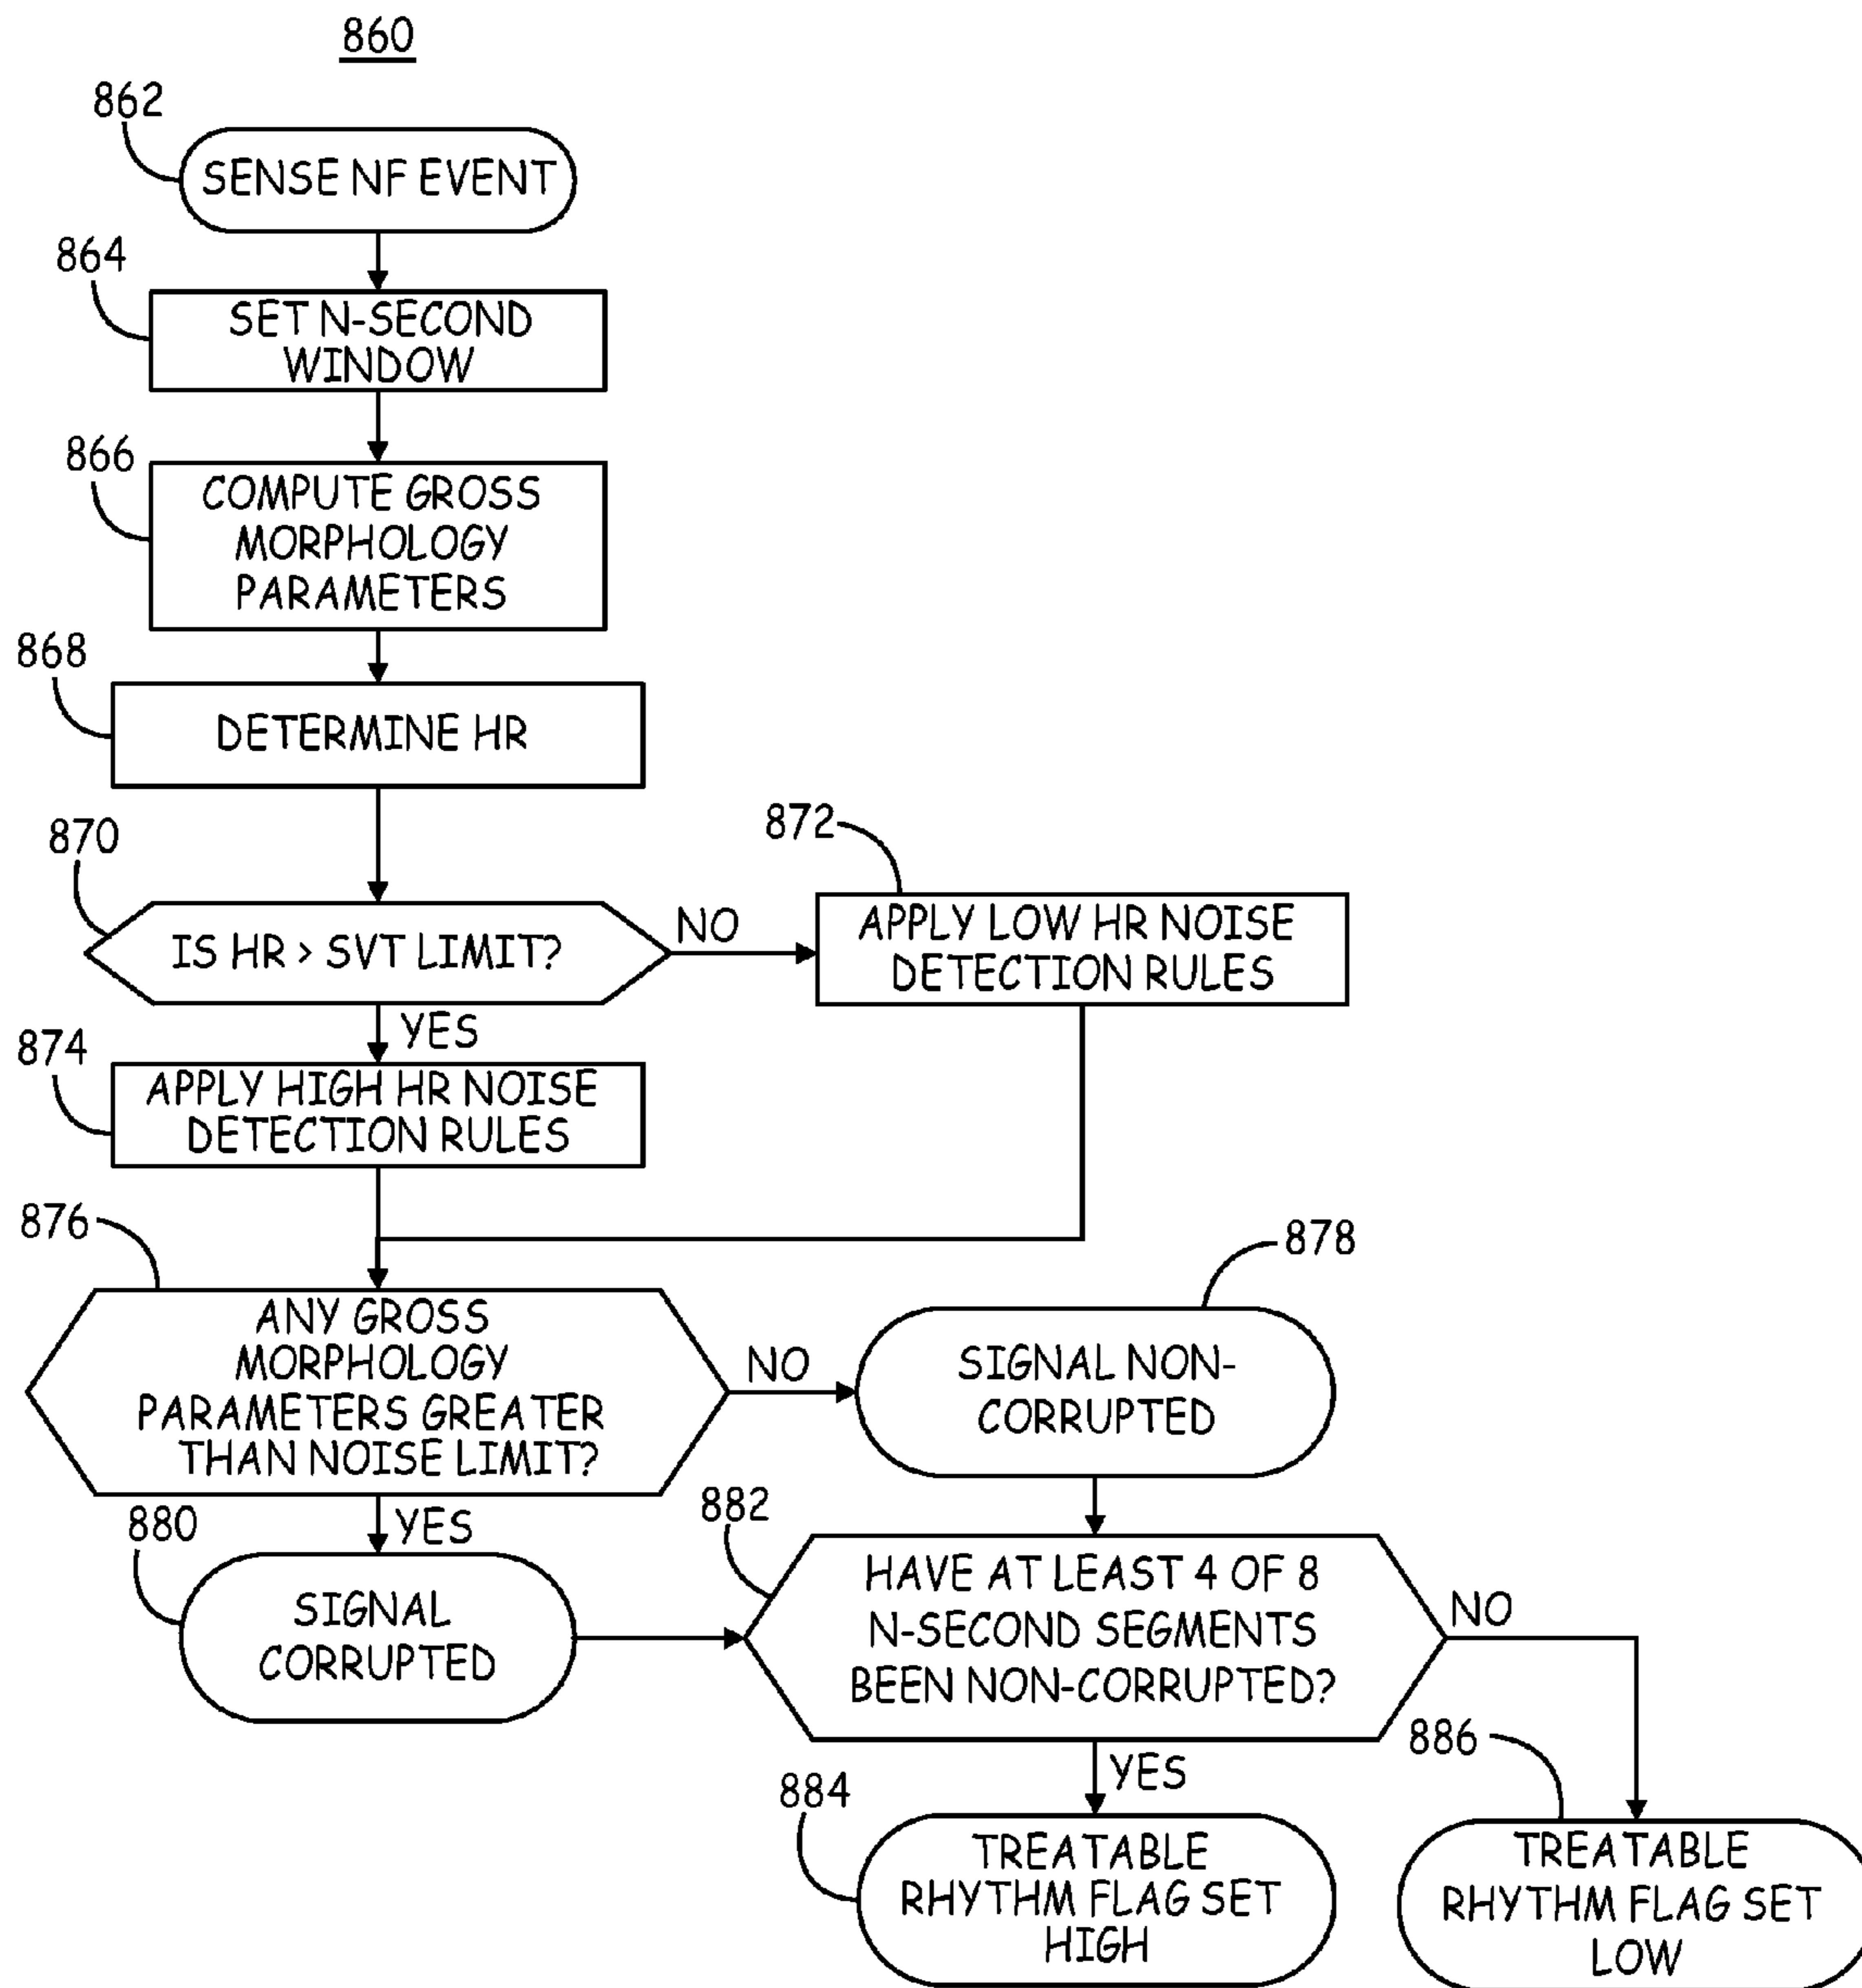 860
862
SENSE NF EVENT
864
SET N-SECOND
WINDOW
866
COMPUTE GROSS
MORPHOLOGY
PARAMETERS
868
DETERMINE HR
870
IS HR > SVT LIMIT?
NO
872
APPLY LOW HR NOISE
DETECTION RULES
YES
874
APPLY HIGH HR NOISE
DETECTION RULES
876
ANY GROSS
MORPHOLOGY
PARAMETERS GREATER
THAN NOISE LIMIT?
NO
878
SIGNAL NON-
CORRUPTED
YES
880
SIGNAL
CORRUPTED
882
HAVE AT LEAST 4 OF 8
N-SECOND SEGMENTS
BEEN NON-CORRUPTED?
NO
YES
884
TREATABLE
RHYTHM FLAG SET
HIGH
886
TREATABLE
RHYTHM FLAG SET
LOW